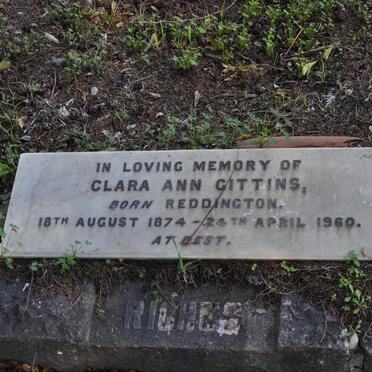 IN LOVING MEMORY OF
CLARA ANN GITTINS,
BORN REDDINGTON,
18TH AUGUST 1874 - 24TH APRIL 1960.
AT REST.
RICHES